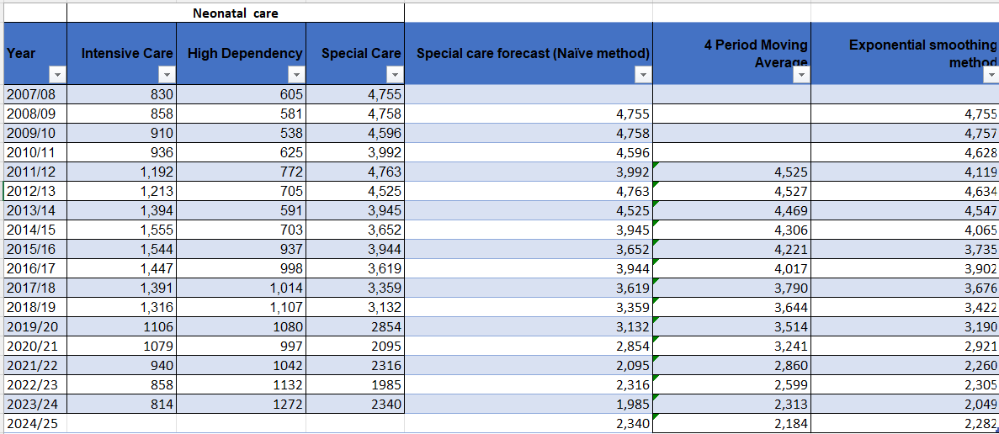 Neonatal care
Year Intensive Care High Dependency Special Care Special care forecast (Naïve method) 4 Period Moving Average Exponential smoothing method
2007/08 830 605 4,755
2008/09 858 581 4,758 4,755 4,755
2009/10 910 538 4,596 4,758 4,757
2010/11 936 625 3,992 4,596 4,628
2011/12 1,192 772 4,763 3,992 4,525 4,119
2012/13 1,213 705 4,525 4,763 4,527 4,634
2013/14 1,394 591 3,945 4,525 4,469 4,547
2014/15 1,555 703 3,652 3,945 4,306 4,065
2015/16 1,544 937 3,944 3,652 4,221 3,735
2016/17 1,447 998 3,619 3,944 4,017 3,902
2017/18 1,391 1,014 3,359 3,619 3,790 3,676
2018/19 1,316 1,107 3,132 3,359 3,644 3,422
2019/20 1106 1080 2854 3,132 3,514 3,190
2020/21 1079 997 2095 2,854 3,241 2,921
2021/22 940 1042 2316 2,095 2,860 2,260
2022/23 858 1132 1985 2,316 2,599 2,305
2023/24 814 1272 2340 1,985 2,313 2,049
2024/25 2,340 2,184 2,282